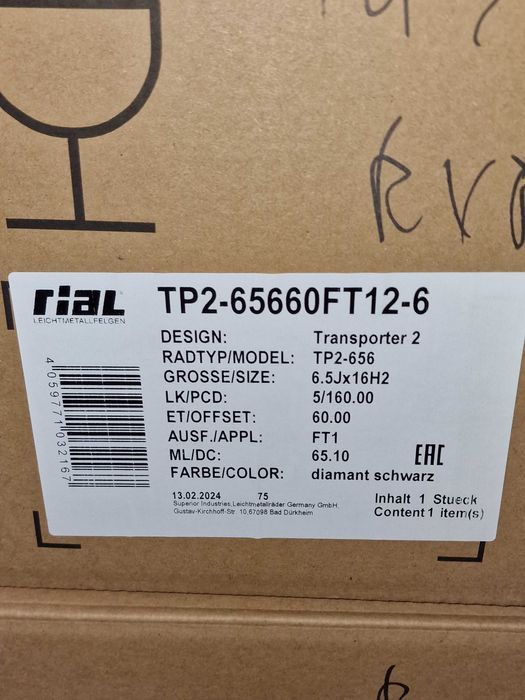 rial
LEICHTMETALLFELGEN
TP2-65660FT12-6
DESIGN: Transporter 2
RADTYP/MODEL: TP2-656
GROSSE/SIZE: 6.5Jx16H2
LK/PCD: 5/160.00
ET/OFFSET: 60.00
AUSF./APPL: FT1
ML/DC: 65.10
FARBE/COLOR: diamant schwarz
EAC
4059771032167
13.02.2024 75
Superior Industries Leichtmetallräder Germany GmbH,
Gustav-Kirchhoff-Str. 10,67098 Bad Dürkheim
Inhalt 1 Stueck
Content 1 item(s)